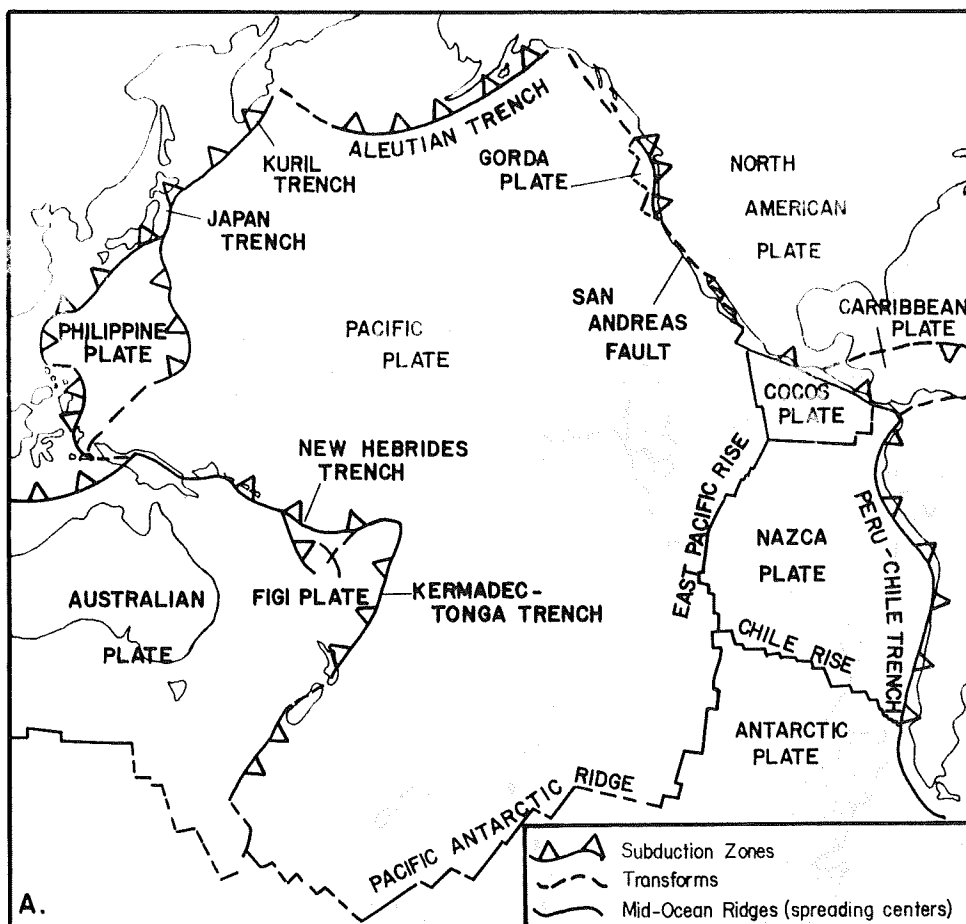 ALEUTIAN TRENCH
KURIL
TRENCH
GORDA
PLATE
NORTH
AMERICAN
PLATE
JAPAN
TRENCH
SAN
ANDREAS
FAULT
CARRIBBEAN
PLATE
PHILIPPINE
PLATE
PACIFIC
PLATE
COCOS
PLATE
NEW HEBRIDES
TRENCH
EAST PACIFIC RISE
PERU-CHILE TRENCH
NAZCA
PLATE
AUSTRALIAN
PLATE
FIGI PLATE
KERMADEC-
TONGA TRENCH
CHILE RISE
ANTARCTIC
PLATE
PACIFIC ANTARCTIC RIDGE
Subduction Zones
Transforms
Mid-Ocean Ridges (spreading centers)
A.